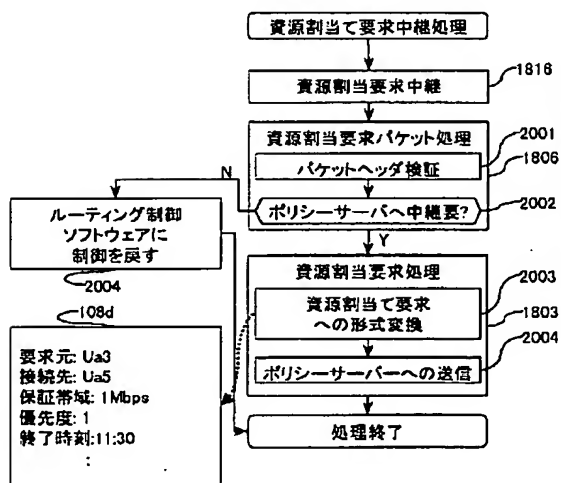 資源割当て要求中継処理
資源割当要求中継
1816
資源割当要求パケット処理
2001
パケットヘッダ検証
1806
N
ポリシーサーバへ中継要?
2002
ルーティング制御
ソフトウェアに
制御を戻す
Y
2004
資源割当要求処理
2003
資源割当て要求
への形式変換
1803
2004
ポリシーサーバーへの送信
108d
要求元: Ua3
接続先: Ua5
保証帯域: 1Mbps
優先度: 1
終了時刻:11:30
:
処理終了